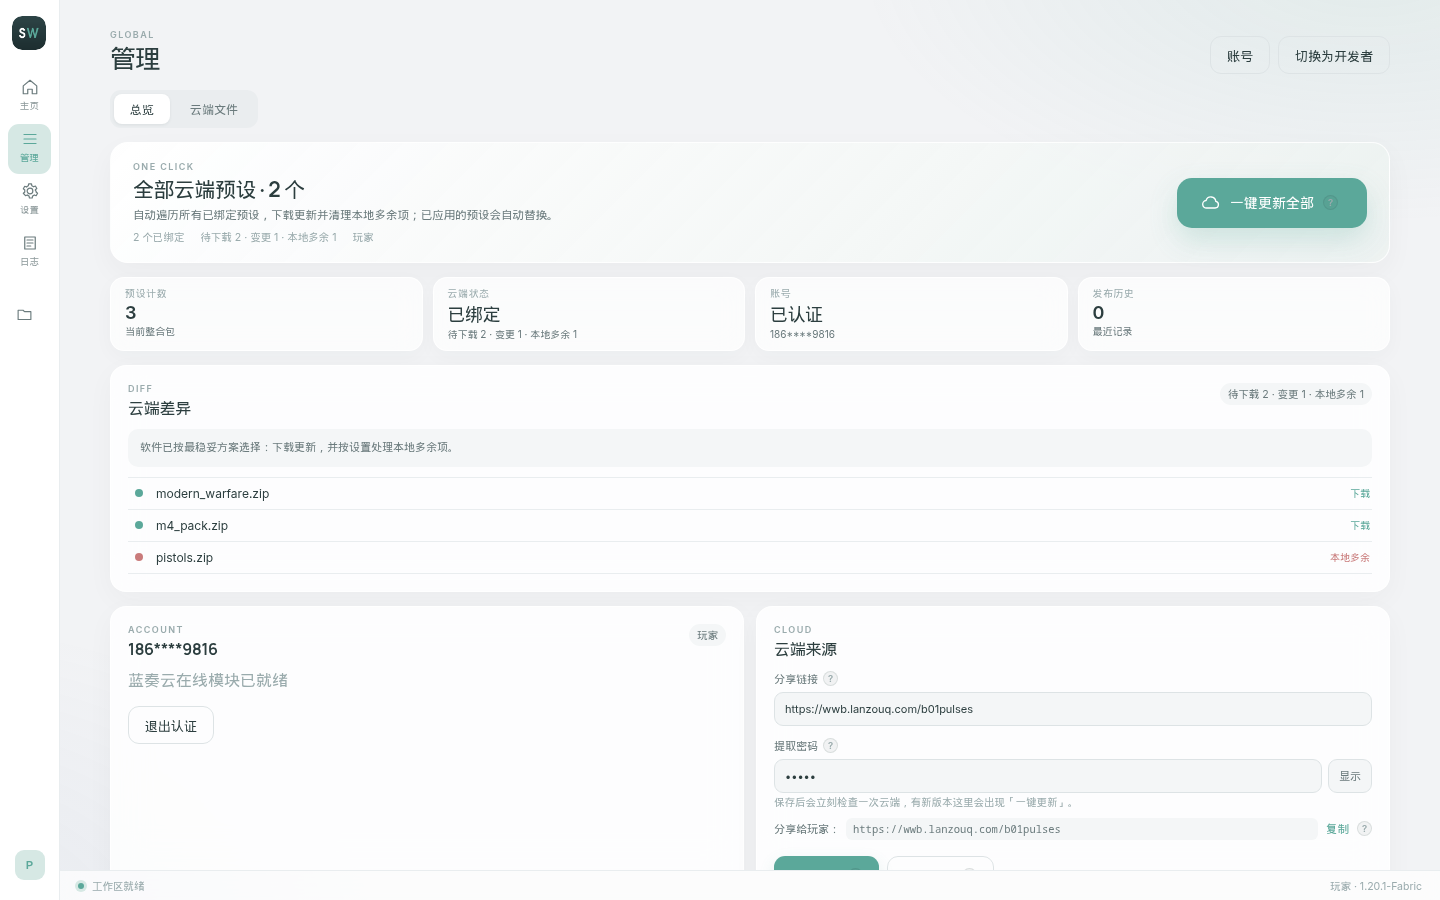 SW
主页
管理
设置
日志
P
GLOBAL
管理
账号
切换为开发者
总览
云端文件
ONE CLICK
全部云端预设 · 2 个
自动遍历所有已绑定预设，下载更新并清理本地多余项；已应用的预设会自动替换。
2 个已绑定 待下载 2 · 变更 1 · 本地多余 1 玩家
一键更新全部 ?
预设计数
3
当前整合包
云端状态
已绑定
待下载 2 · 变更 1 · 本地多余 1
账号
已认证
186****9816
发布历史
0
最近记录
DIFF
云端差异
待下载 2 · 变更 1 · 本地多余 1
软件已按最稳妥方案选择：下载更新，并按设置处理本地多余项。
modern_warfare.zip 下载
m4_pack.zip 下载
pistols.zip 本地多余
ACCOUNT
186****9816
玩家
蓝奏云在线模块已就绪
退出认证
CLOUD
云端来源
分享链接 ?
https://wwb.lanzouq.com/b01pulses
提取密码 ?
•••••
显示
保存后会立刻检查一次云端，有新版本这里会出现「一键更新」。
分享给玩家： https://wwb.lanzouq.com/b01pulses 复制 ?
工作区就绪
玩家 · 1.20.1-Fabric